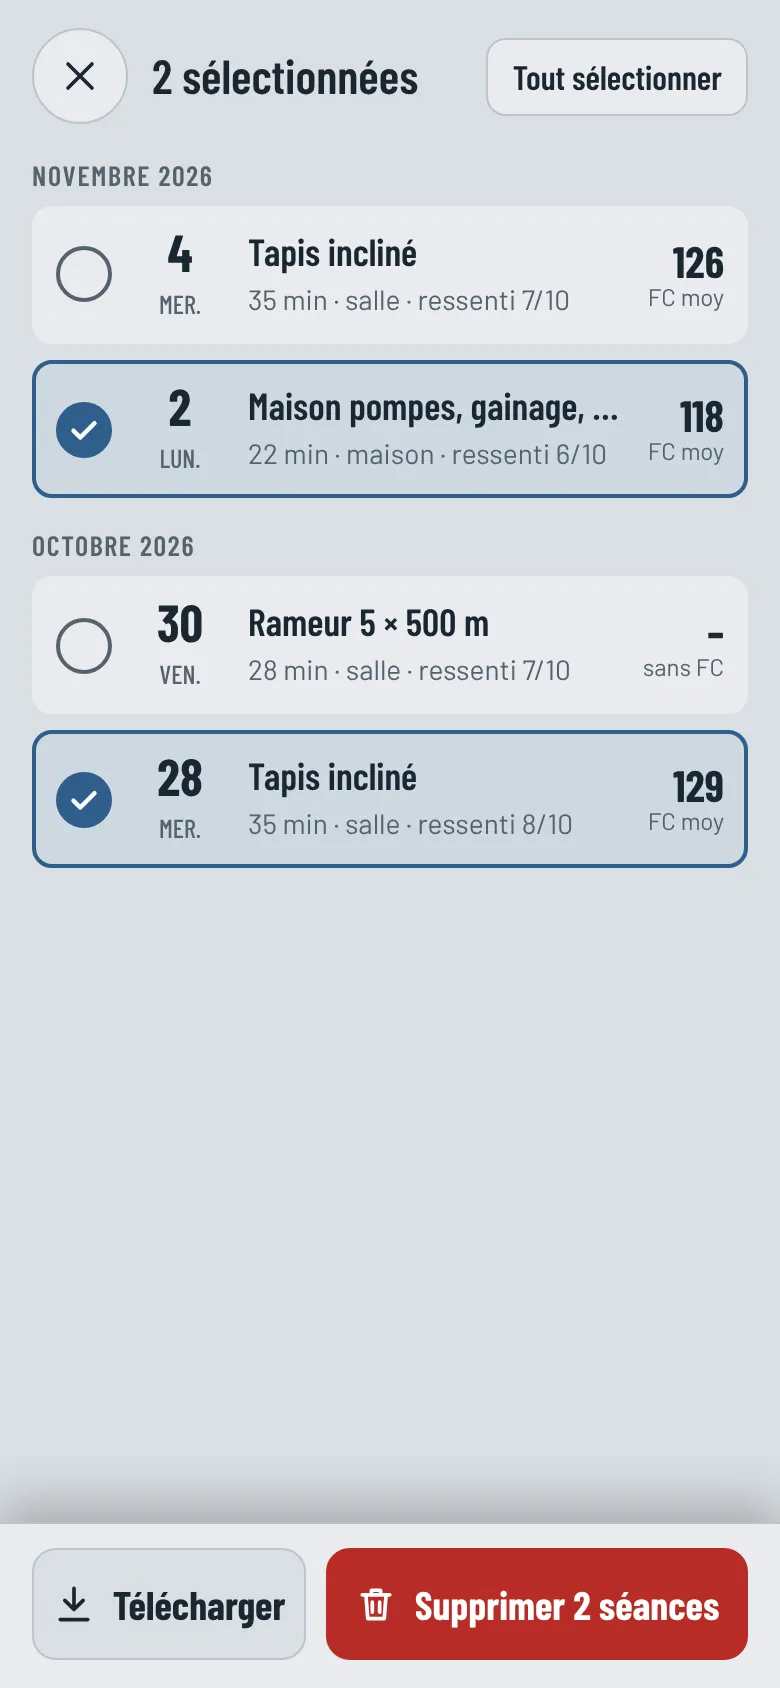 2 sélectionnées
Tout sélectionner
NOVEMBRE 2026
4
MER.
Tapis incliné
35 min · salle · ressenti 7/10
126
FC moy
2
LUN.
Maison pompes, gainage, ...
22 min · maison · ressenti 6/10
118
FC moy
OCTOBRE 2026
30
VEN.
Rameur 5 × 500 m
28 min · salle · ressenti 7/10
–
sans FC
28
MER.
Tapis incliné
35 min · salle · ressenti 8/10
129
FC moy
Télécharger
Supprimer 2 séances